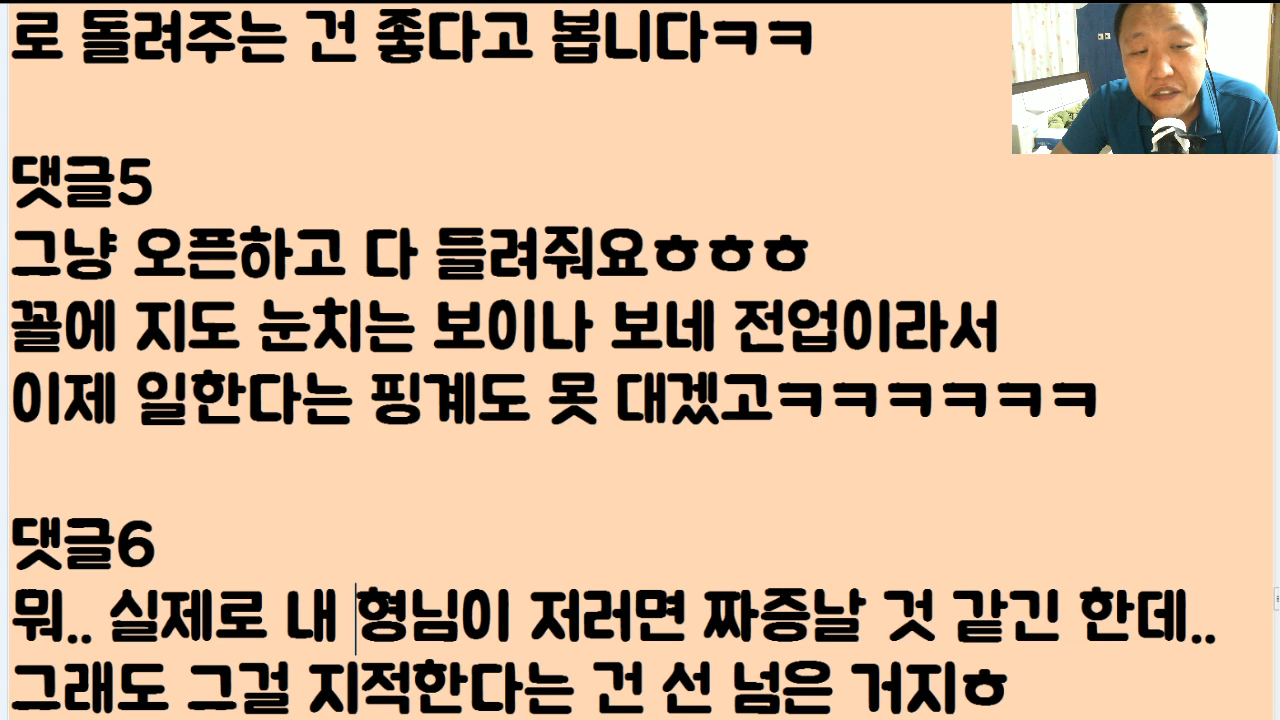 로 돌려주는 건 좋다고 봅니다ㅋㅋ
댓글5
그냥 오픈하고 다 들려줘요ㅎㅎㅎ
꼴에 지도 눈치는 보이나 보네 전업이라서
이제 일한다는 핑계도 못 대겠고ㅋㅋㅋㅋㅋㅋ
댓글6
뭐.. 실제로 내 형님이 저러면 짜증날 것 같긴 한데..
그래도 그걸 지적한다는 건 선 넘은 거지ㅎ